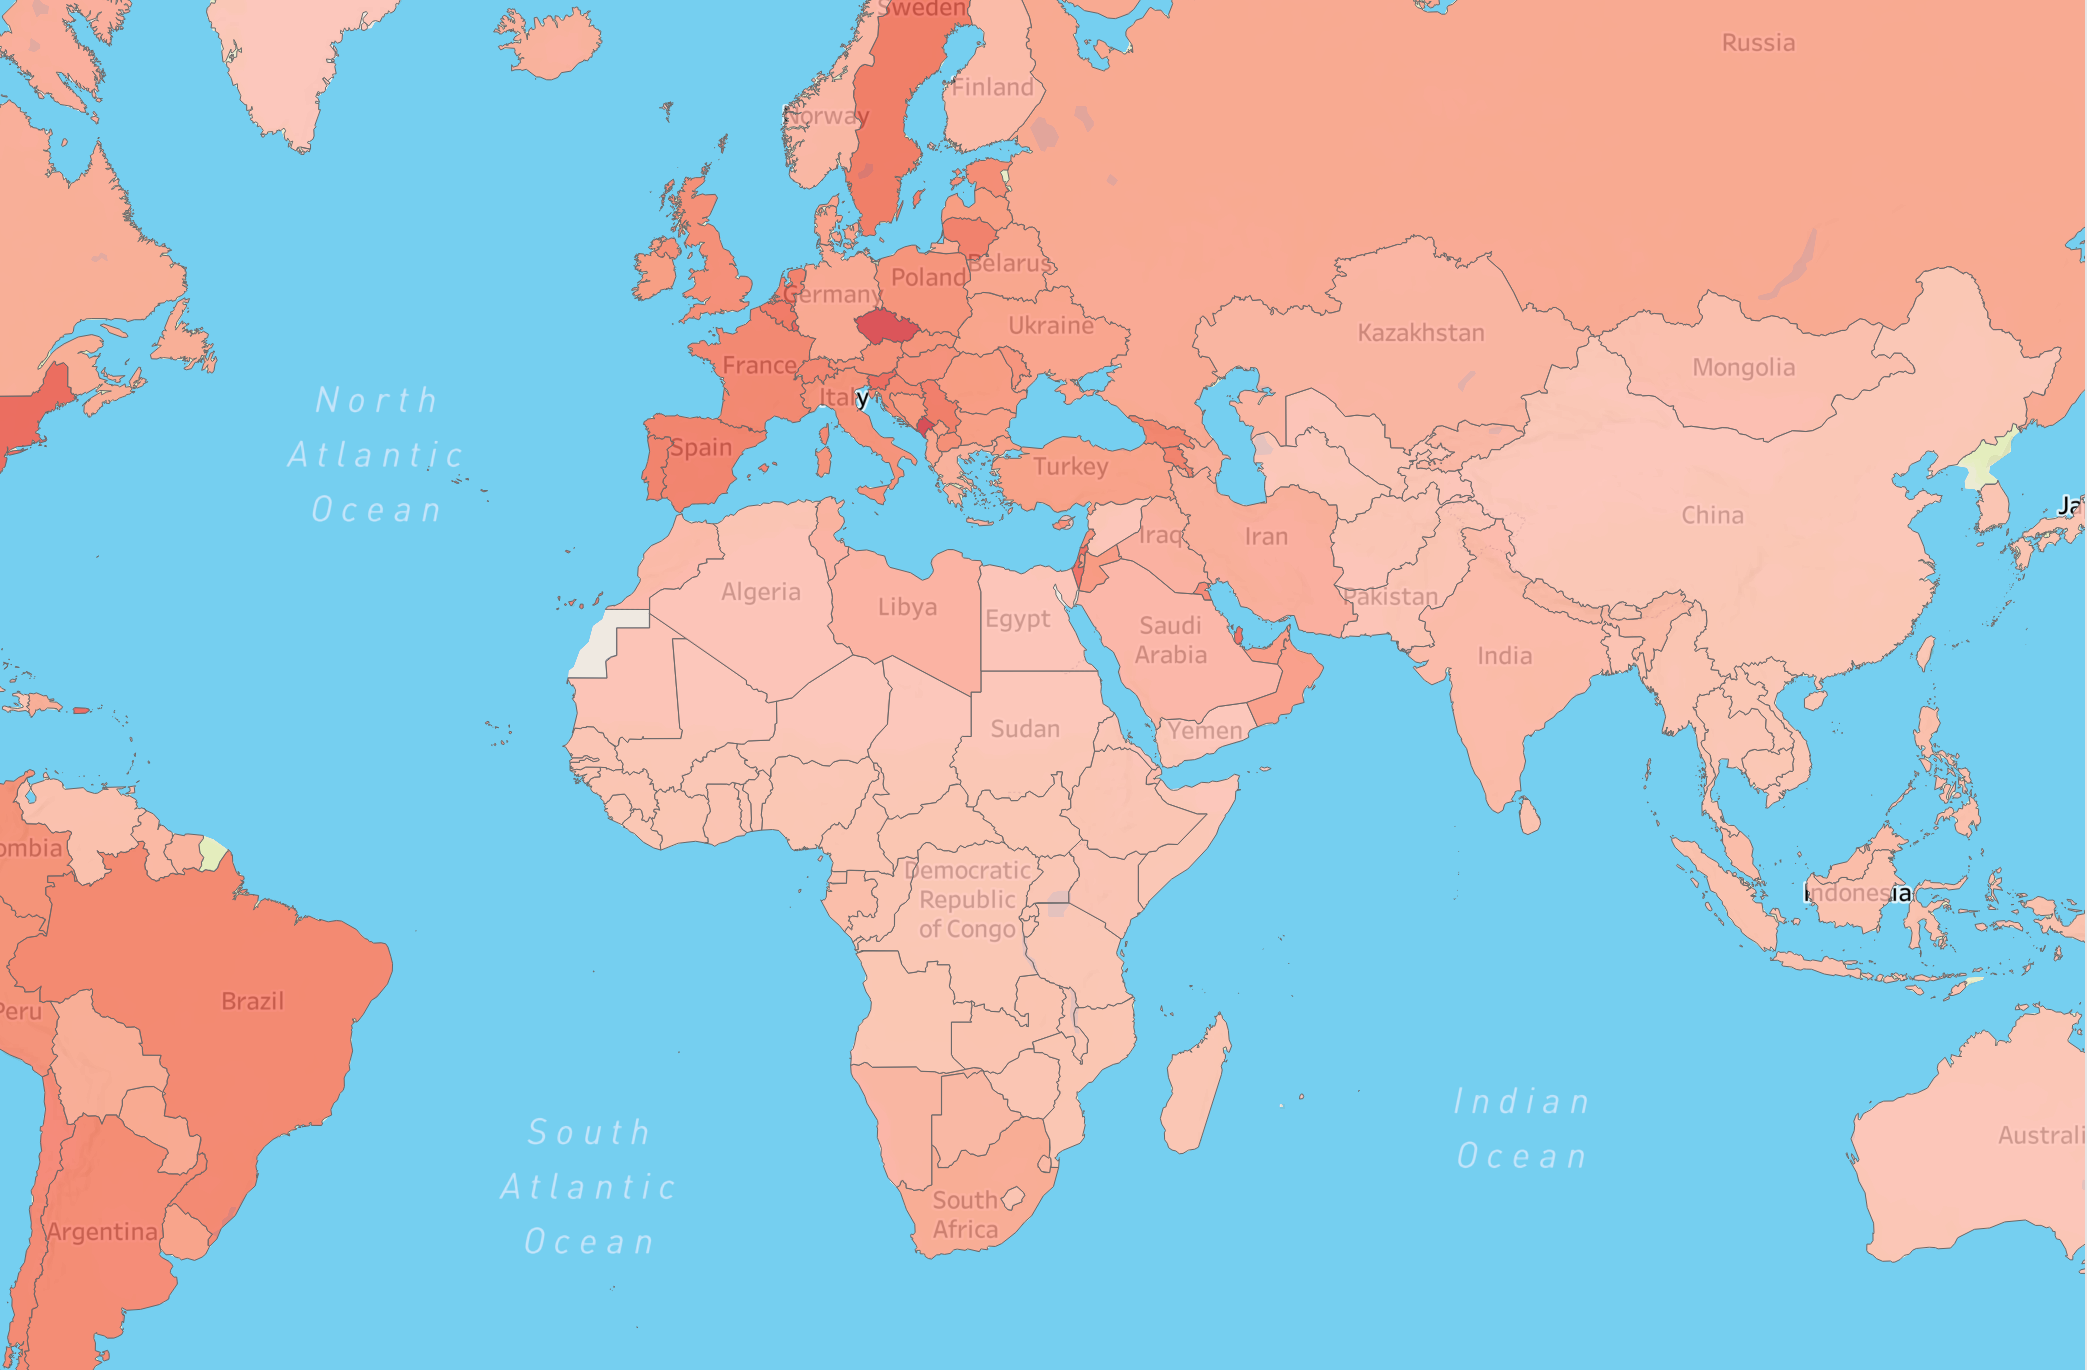 Sweden
Russia
Finland
Norway
Belarus
Poland
Germany
Ukraine
Kazakhstan
France
Mongolia
Italy
North
Atlantic
Ocean
Spain
Turkey
Ja
China
Iraq
Iran
Algeria
Libya
Egypt
Pakistan
Saudi
Arabia
India
Sudan
Yemen
ombia
Democratic
Republic
of Congo
Indonesia
Brazil
Peru
Indian
Ocean
South
Atlantic
Ocean
Australi
South
Africa
Argentina